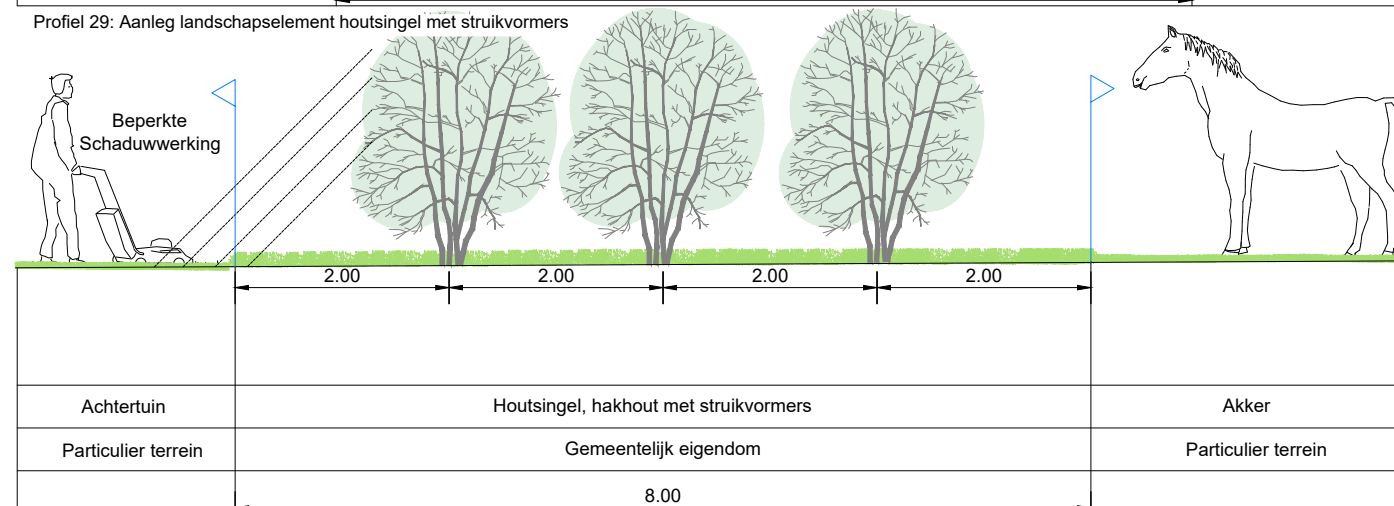 Profiel 29: Aanleg landschapselement houtsingel met struikvormers
Beperkte
Schaduwwerking
2.00 2.00 2.00 2.00
Achtertuin Houtsingel, hakhout met struikvormers Akker
Particulier terrein Gemeentelijk eigendom Particulier terrein
8.00